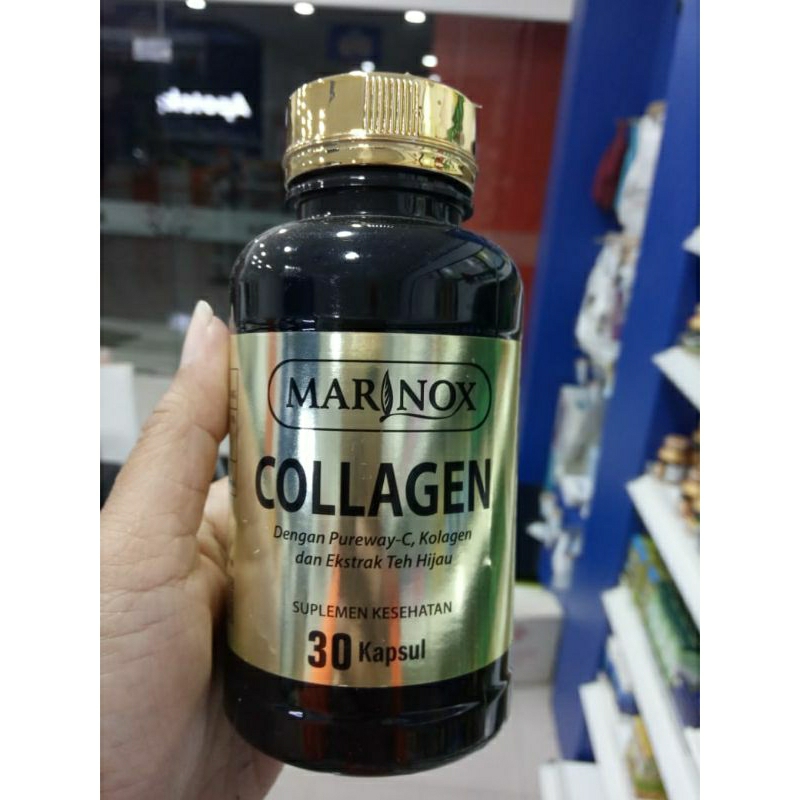 MARINOX
COLLAGEN
Dengan Pureway-C, Kolagen
dan Ekstrak Teh Hijau
SUPLEMEN KESEHATAN
30 Kapsul